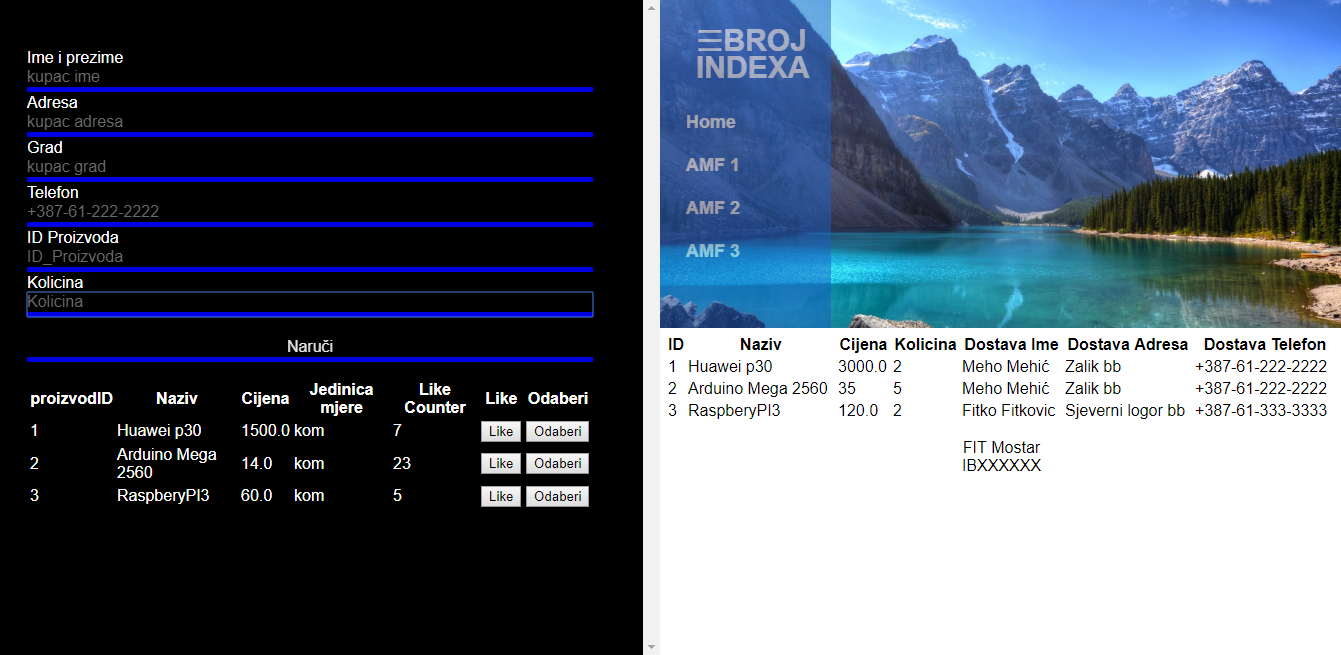 Ime i prezime
kupac ime
Adresa
kupac adresa
Grad
kupac grad
Telefon
+387-61-222-2222
ID Proizvoda
ID_Proizvoda
Kolicina
Kolicina
Naruči
proizvodID Naziv Cijena Jedinica mjere Like Counter Like Odaberi
1 Huawei p30 1500.0 kom 7 Like Odaberi
2 Arduino Mega 2560 14.0 kom 23 Like Odaberi
3 RaspberyPI3 60.0 kom 5 Like Odaberi
☰BROJ
INDEXA
Home
AMF 1
AMF 2
AMF 3
ID Naziv Cijena Kolicina Dostava Ime Dostava Adresa Dostava Telefon
1 Huawei p30 3000.0 2 Meho Mehić Zalik bb +387-61-222-2222
2 Arduino Mega 2560 35 5 Meho Mehić Zalik bb +387-61-222-2222
3 RaspberyPI3 120.0 2 Fitko Fitkovic Sjeverni logor bb +387-61-333-3333
FIT Mostar
IBXXXXXX